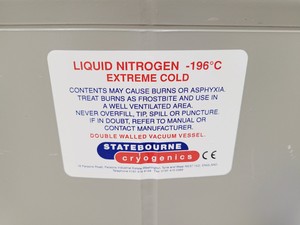 LIQUID NITROGEN -196°C
EXTREME COLD
CONTENTS MAY CAUSE BURNS OR ASPHYXIA.
TREAT BURNS AS FROSTBITE AND USE IN
A WELL VENTILATED AREA.
NEVER OVERFILL, TIP, SPILL OR PUNCTURE.
IF IN DOUBT, REFER TO MANUAL OR
CONTACT MANUFACTURER.
DOUBLE WALLED VACUUM VESSEL.
STATEBOURNE
cryogenics CE